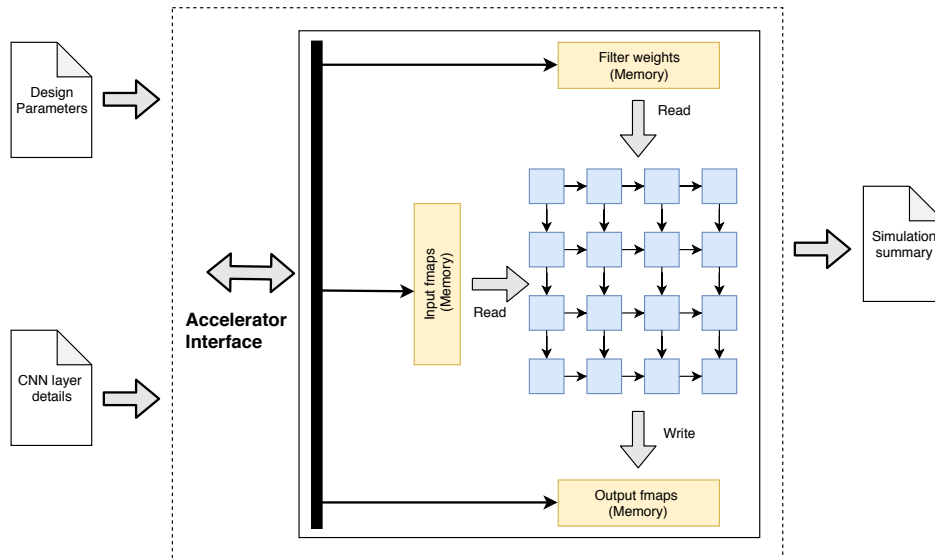 Design
Parameters
Filter weights
(Memory)
Read
Input fmaps
(Memory)
Read
Accelerator
Interface
Simulation
summary
CNN layer
details
Write
Output fmaps
(Memory)